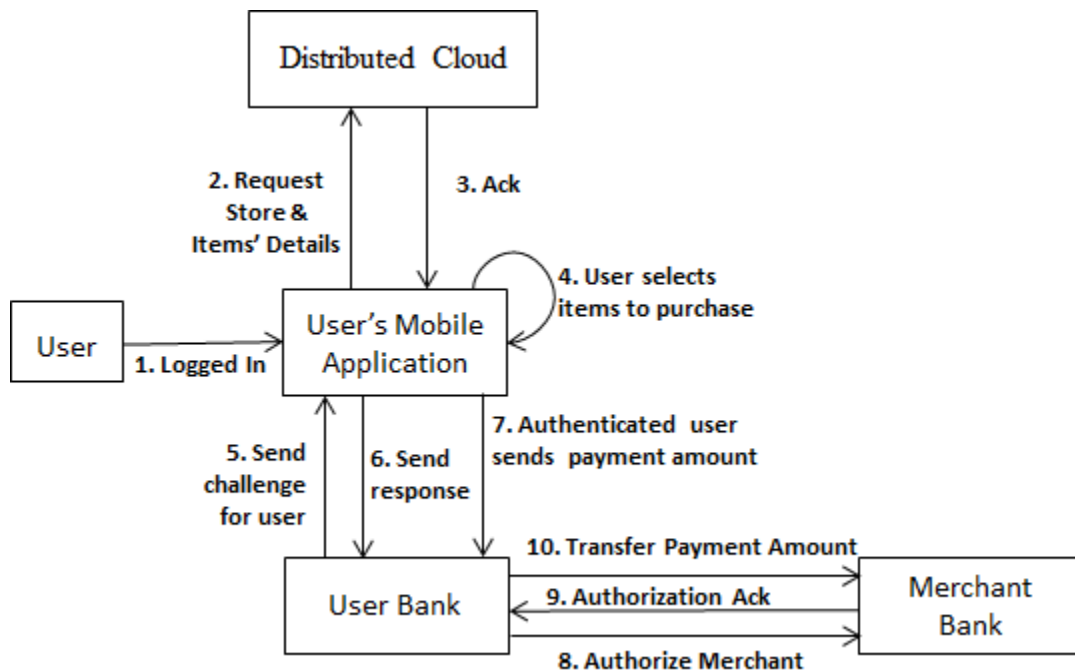 Distributed Cloud
2. Request
Store &
Items' Details
3. Ack
4. User selects
items to purchase
User
1. Logged In
User's Mobile
Application
5. Send
challenge
for user
6. Send
response
7. Authenticated user
sends payment amount
User Bank
10. Transfer Payment Amount
9. Authorization Ack
8. Authorize Merchant
Merchant
Bank